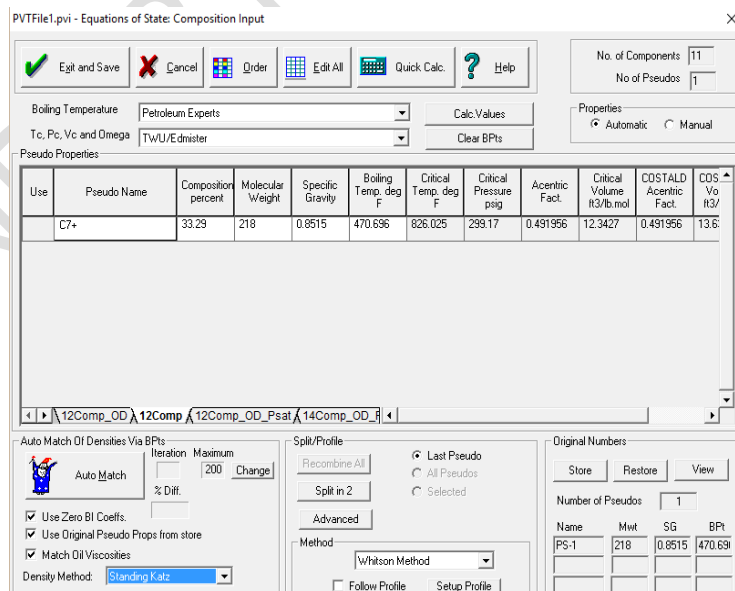 PVTFile1.pvi - Equations of State: Composition Input
Exit and Save Cancel Order Edit All Quick Calc. Help
No. of Components 11
No of Pseudos 1
Boiling Temperature Petroleum Experts Calc.Values
Tc, Pc, Vc and Omega TWU/Edmister Clear BPts
Properties
Automatic Manual
Pseudo Properties
Use Pseudo Name Composition percent Molecular Weight Specific Gravity Boiling Temp. deg F Critical Temp. deg F Critical Pressure psig Acentric Fact. Critical Volume ft3/lb.mol COSTALD Acentric Fact. COS Vo ft3/
C7+ 33.29 218 0.8515 470.696 826.025 299.17 0.491956 12.3427 0.491956 13.6
12Comp_OD 12Comp 12Comp_OD_Psat 14Comp_OD_F
Auto Match Of Densities Via BPts
Iteration Maximum
Auto Match 200 Change
% Diff.
Use Zero BI Coeffs.
Use Original Pseudo Props from store
Match Oil Viscosities
Density Method: Standing Katz
Split/Profile
Recombine All Last Pseudo
All Pseudos
Split in 2 Selected
Advanced
Method
Whitson Method
Follow Profile Setup Profile
Original Numbers
Store Restore View
Number of Pseudos 1
Name Mwt SG BPt
PS-1 218 0.8515 470.69